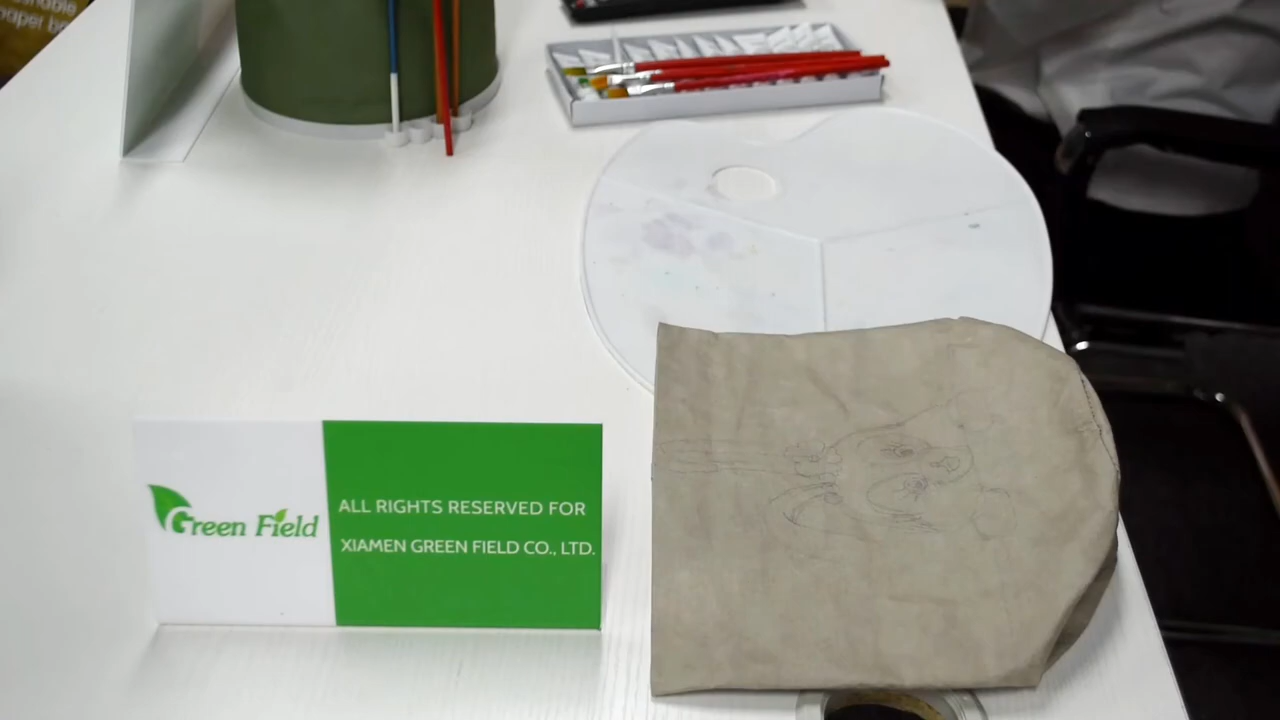 Green Field
ALL RIGHTS RESERVED FOR
XIAMEN GREEN FIELD CO., LTD.